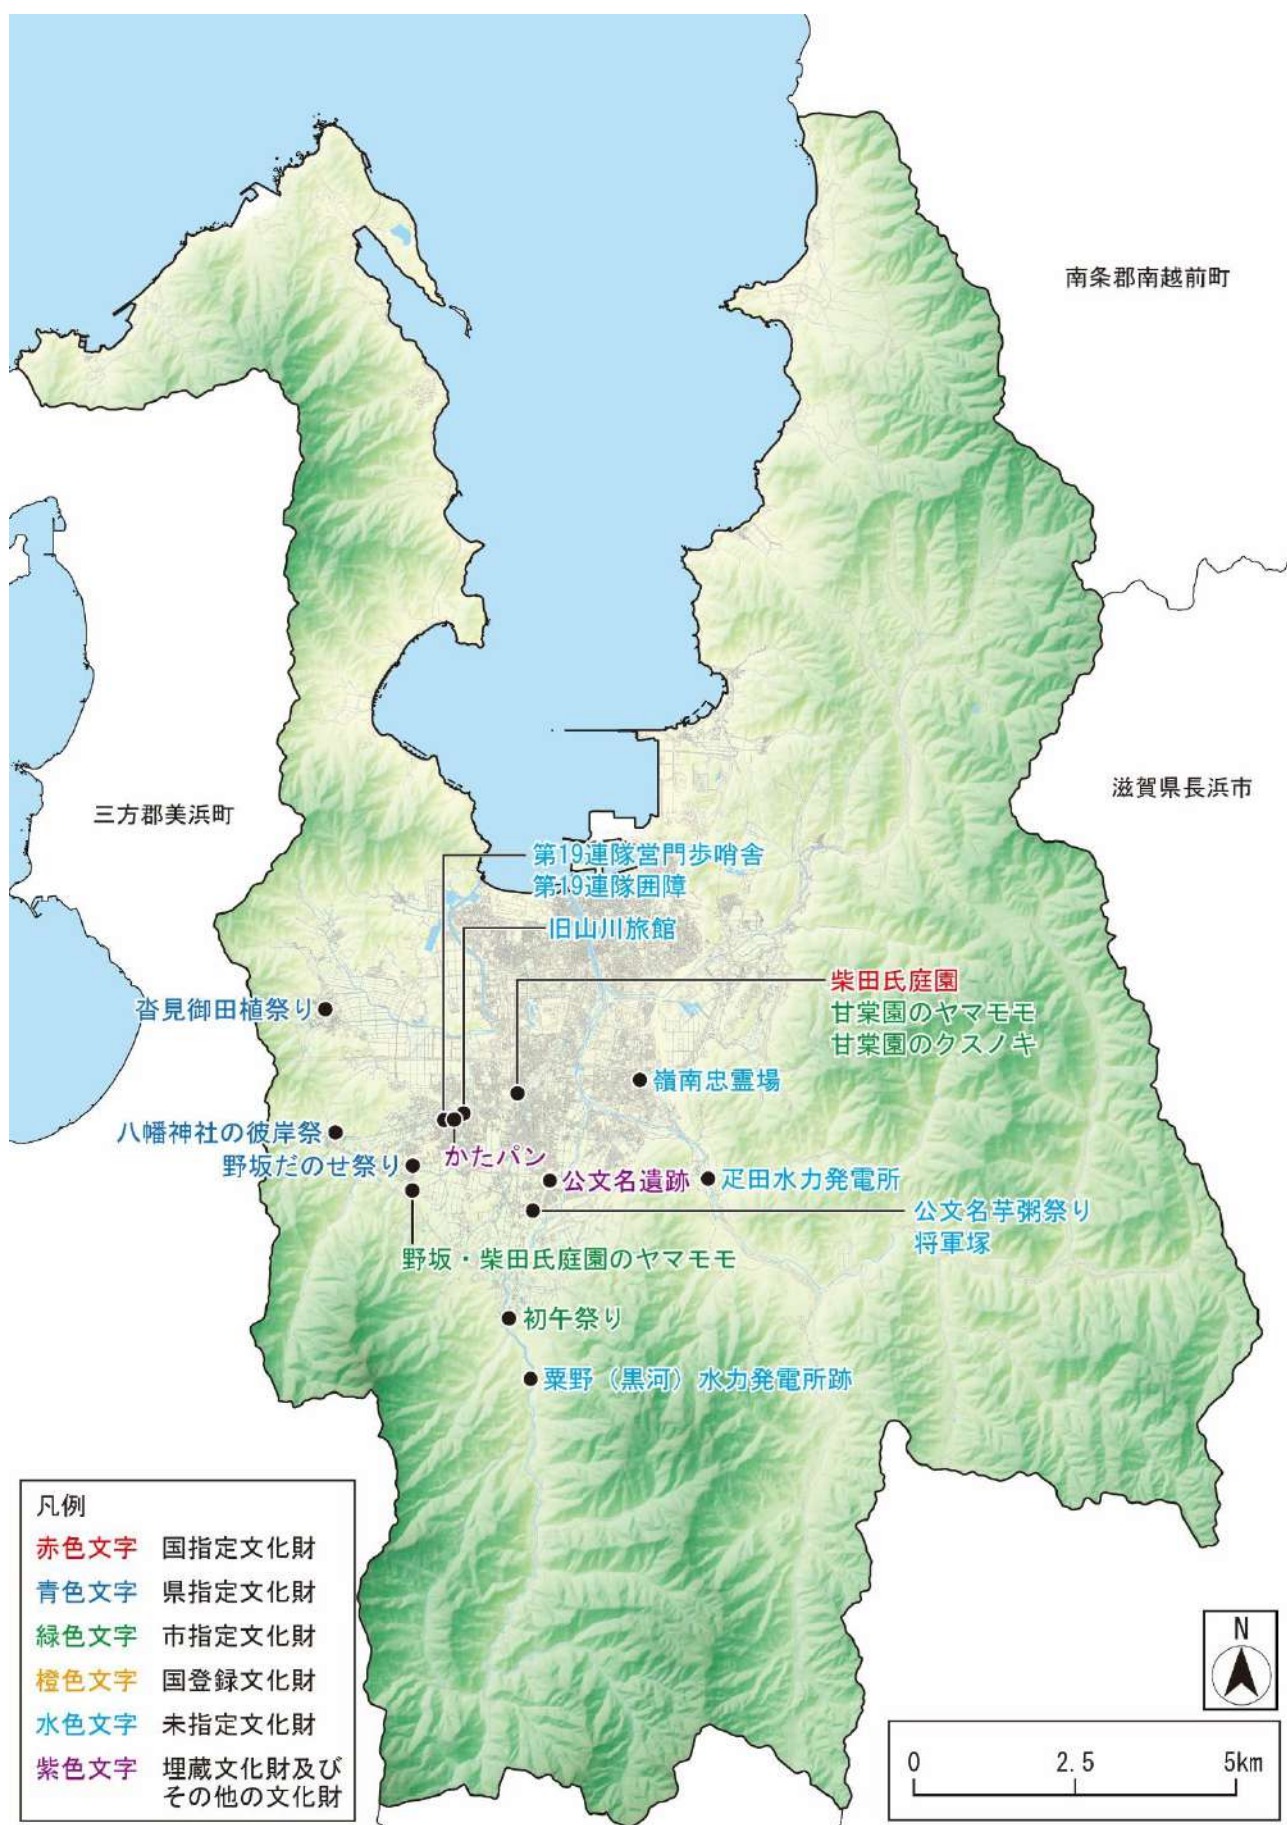 南条郡南越前町
滋賀県長浜市
三方郡美浜町
第19連隊営門歩哨舎
第19連隊囲障
旧山川旅館
柴田氏庭園
甘棠園のヤマモモ
甘棠園のクスノキ
沓見御田植祭り
嶺南忠霊場
八幡神社の彼岸祭
かたパン
野坂だのせ祭り
公文名遺跡
疋田水力発電所
公文名芋粥祭り
将軍塚
野坂・柴田氏庭園のヤマモモ
初午祭り
粟野（黒河）水力発電所跡
凡例
赤色文字 国指定文化財
青色文字 県指定文化財
緑色文字 市指定文化財
橙色文字 国登録文化財
水色文字 未指定文化財
紫色文字 埋蔵文化財及び
その他の文化財
N
0 2.5 5km